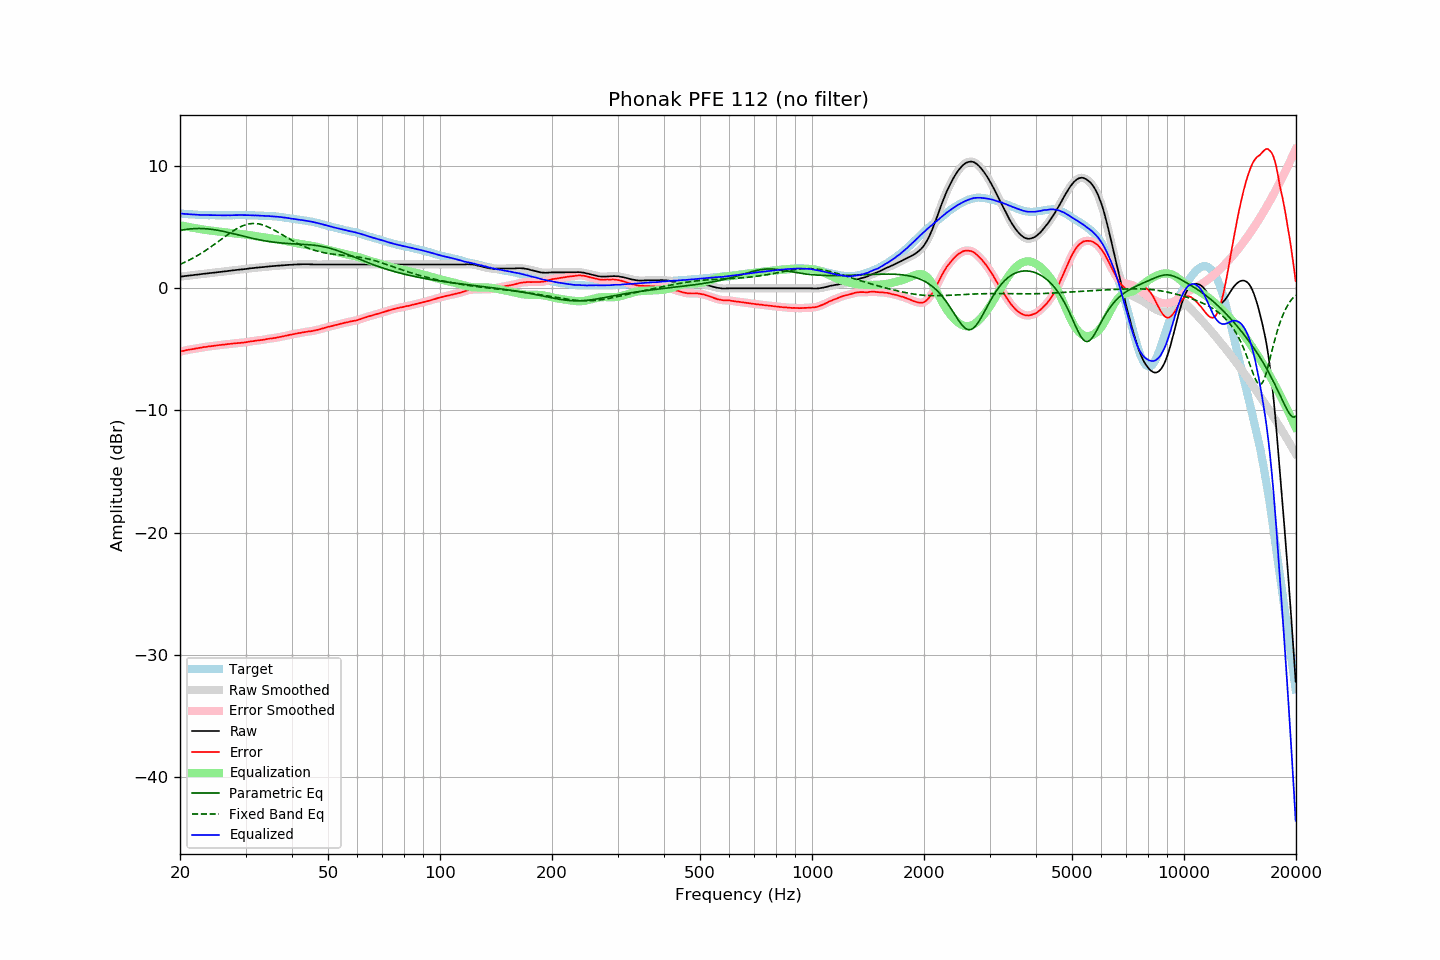 Phonak PFE 112 (no filter)
10
0
−10
−20
−30
−40
Amplitude (dBr)
Target
Raw Smoothed
Error Smoothed
Raw
Error
Equalization
Parametric Eq
Fixed Band Eq
Equalized
20 50 100 200 500 1000 2000 5000 10000 20000
Frequency (Hz)